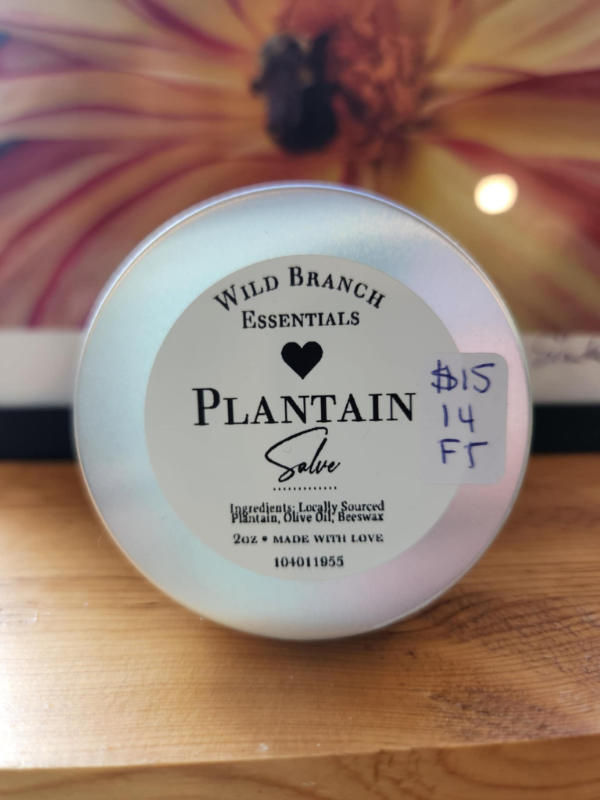 WILD BRANCH
ESSENTIALS
PLANTAIN
Salve
Ingredients: Locally Sourced
Plantain, Olive Oil, Beeswax
2OZ • MADE WITH LOVE
104011955
$15
14
F5